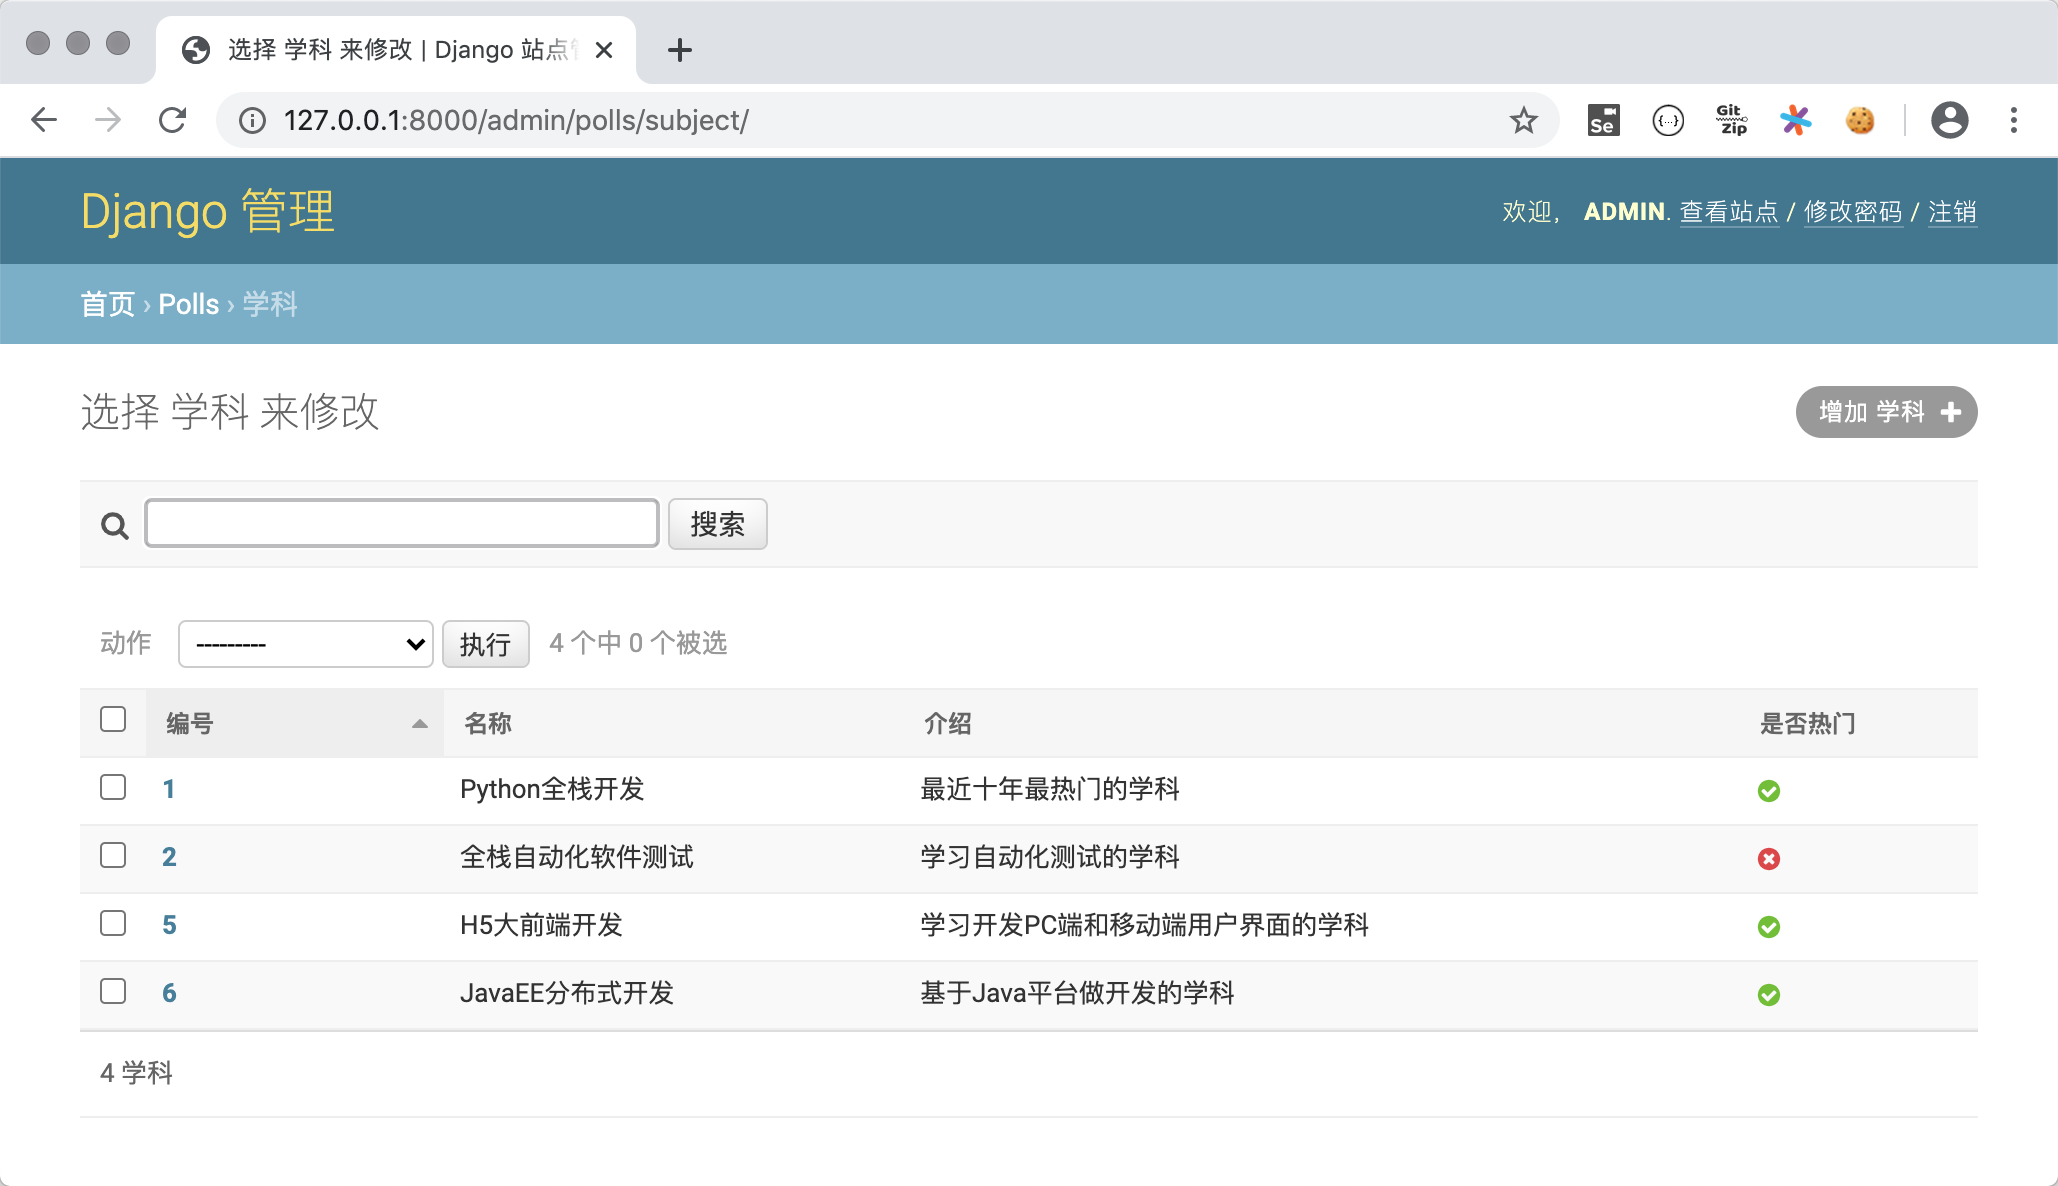 选择 学科 来修改 | Django 站点
127.0.0.1:8000/admin/polls/subject/
Se
{...}
Git
Zip
Django 管理
欢迎, ADMIN. 查看站点 / 修改密码 / 注销
首页 › Polls › 学科
选择 学科 来修改
增加 学科
搜索
动作 --------- 执行 4 个中 0 个被选
编号 名称 介绍 是否热门
1 Python全栈开发 最近十年最热门的学科
2 全栈自动化软件测试 学习自动化测试的学科
5 H5大前端开发 学习开发PC端和移动端用户界面的学科
6 JavaEE分布式开发 基于Java平台做开发的学科
4 学科